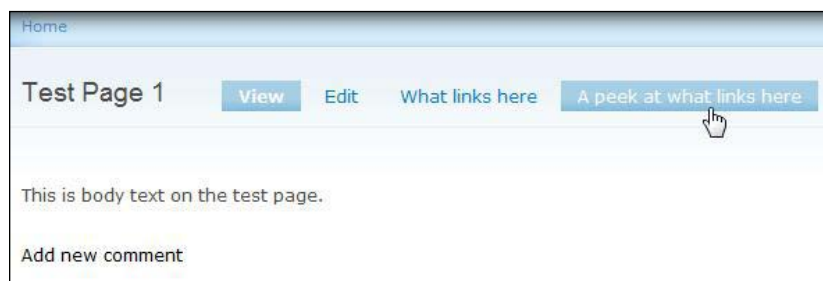 Home
Test Page 1 View Edit What links here A peek at what links here
This is body text on the test page.
Add new comment